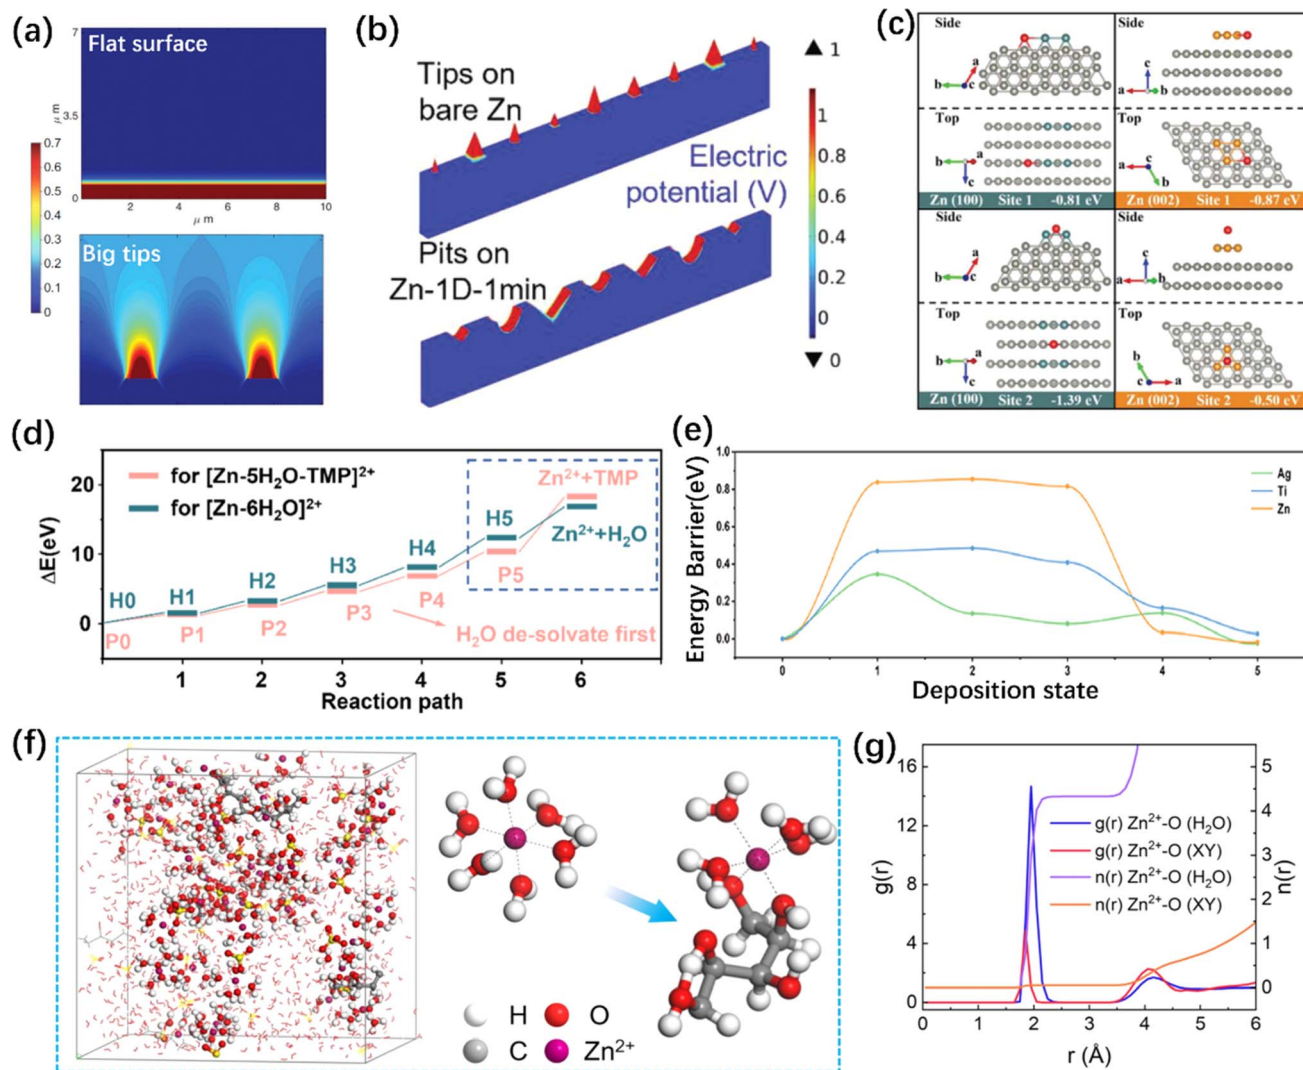 (a)
7
Flat surface
μm
3.5
0
0.7
0.6
0.5
0.4
0.3
0.2
0.1
0
2 4 6 8 10
μm
Big tips
(b)
Tips on
bare Zn
Electric
potential (V)
Pits on
Zn-1D-1min
▲ 1
1
0.8
0.6
0.4
0.2
0
▼ 0
(c)
Side
a
b
c
Side
c
a
b
Top
b
a
c
Top
c
a
b
Zn (100) Site 1 -0.81 eV
Zn (002) Site 1 -0.87 eV
Side
a
b
c
Side
c
a
b
Top
b
a
c
Top
b
c
a
Zn (100) Site 2 -1.39 eV
Zn (002) Site 2 -0.50 eV
(d)
ΔE(eV)
20
10
0
for [Zn-5H₂O-TMP]²⁺
for [Zn-6H₂O]²⁺
Zn²⁺+TMP
Zn²⁺+H₂O
H0
H1
H2
H3
H4
H5
P0
P1
P2
P3
P4
P5
H₂O de-solvate first
1 2 3 4 5 6
Reaction path
(e)
Energy Barrier(eV)
1.0
0.8
0.6
0.4
0.2
0.0
Ag
Ti
Zn
0 1 2 3 4 5
Deposition state
(f)
H
O
C
Zn²⁺
(g)
g(r)
16
12
8
4
0
g(r) Zn²⁺-O (H₂O)
g(r) Zn²⁺-O (XY)
n(r) Zn²⁺-O (H₂O)
n(r) Zn²⁺-O (XY)
5
4
3
2
1
0
n(r)
0 1 2 3 4 5 6
r (Å)